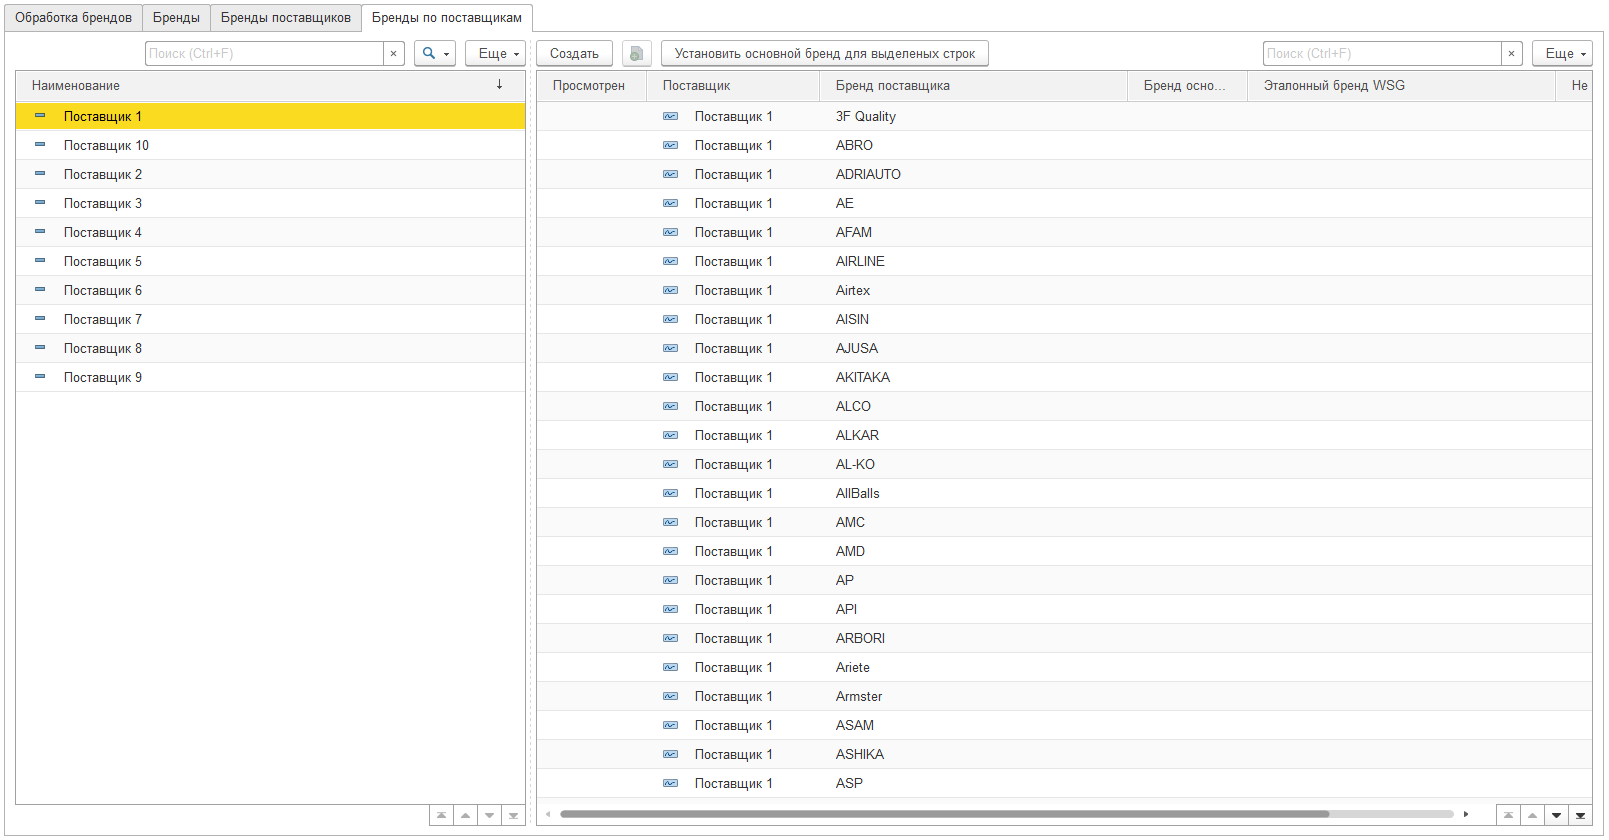 Обработка брендов Бренды Бренды поставщиков Бренды по поставщикам
Поиск (Ctrl+F) × Еще Создать Установить основной бренд для выделеных строк Поиск (Ctrl+F) × Еще
Наименование ↓ Просмотрен Поставщик Бренд поставщика Бренд осно... Эталонный бренд WSG Не
Поставщик 1 Поставщик 1 3F Quality
Поставщик 10 Поставщик 1 ABRO
Поставщик 2 Поставщик 1 ADRIAUTO
Поставщик 3 Поставщик 1 AE
Поставщик 4 Поставщик 1 AFAM
Поставщик 5 Поставщик 1 AIRLINE
Поставщик 6 Поставщик 1 Airtex
Поставщик 7 Поставщик 1 AISIN
Поставщик 8 Поставщик 1 AJUSA
Поставщик 9 Поставщик 1 AKITAKA
Поставщик 1 ALCO
Поставщик 1 ALKAR
Поставщик 1 AL-KO
Поставщик 1 AllBalls
Поставщик 1 AMC
Поставщик 1 AMD
Поставщик 1 AP
Поставщик 1 API
Поставщик 1 ARBORI
Поставщик 1 Ariete
Поставщик 1 Armster
Поставщик 1 ASAM
Поставщик 1 ASHIKA
Поставщик 1 ASP